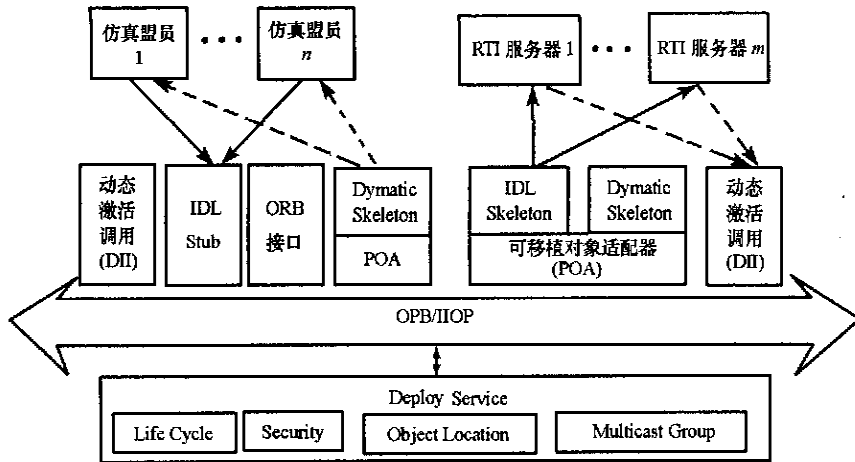 仿真盟员
1
···
仿真盟员
n
RTI 服务器 1
···
RTI 服务器 m
动态
激活
调用
(DII)
IDL
Stub
ORB
接口
Dymatic
Skeleton
POA
IDL
Skeleton
Dymatic
Skeleton
可移植对象适配器
(POA)
动态
激活
调用
(DII)
OPB/IIOP
Deploy Service
Life Cycle
Security
Object Location
Multicast Group